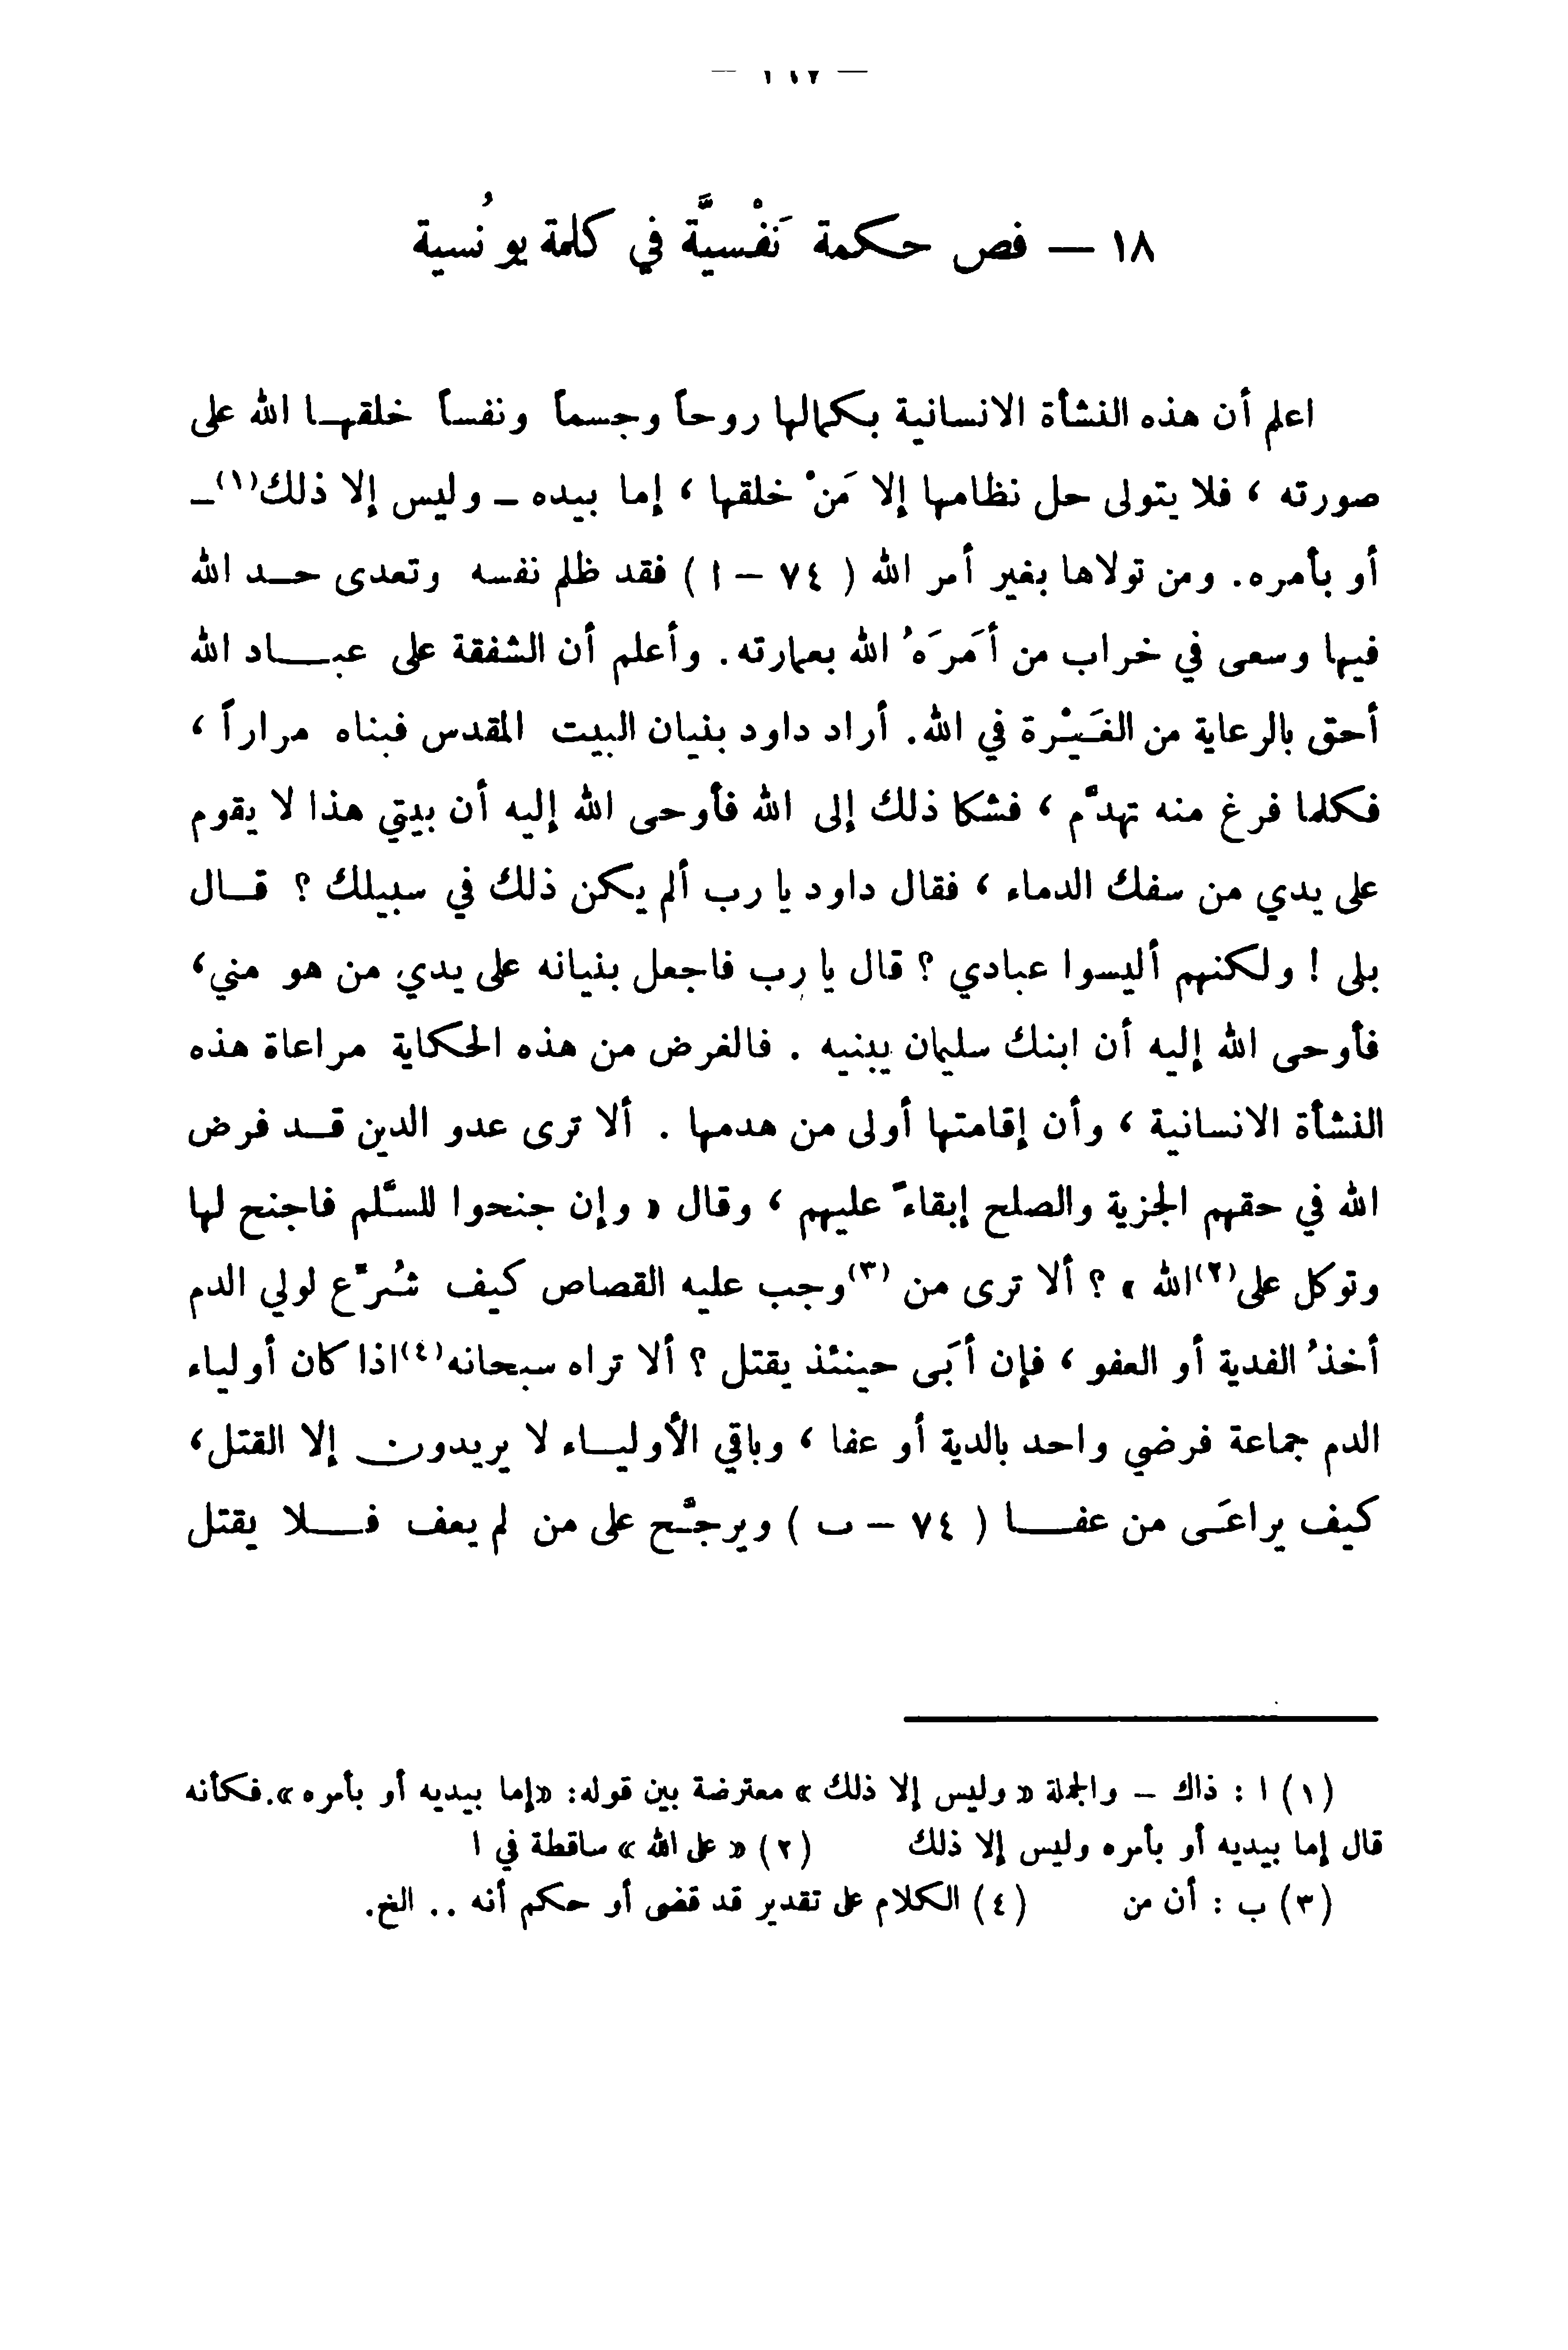 — ١٦٧ —
١٨ — فص حكمة نَفْسيَّة في كلمة يونُسية
اعلم أن هذه النشأة الانسانية بكمالها روحاً وجسماً ونفساً خلقها الله على
صورته ، فلا يتولى حل نظامها إلا مَنْ خلقها ، إما بيده – وليس إلا ذلك(١)–
أو بأمره. ومن تولاها بغير أمر الله ( ٧٤ – ا ) فقد ظلم نفسه وتعدى حد الله
فيها وسعى في خراب من أمَرَهُ الله بعمارته . وأعلم أن الشفقة على عباد الله
أحق بالرعاية من الغَيْرة في الله. أراد داود بنيان البيت المقدس فبناه مراراً ،
فكلما فرغ منه تهدَّم ، فشكا ذلك إلى الله فأوحى الله إليه أن بيتي هذا لا يقوم
على يدي من سفك الدماء ، فقال داود يا رب ألم يكن ذلك في سبيلك ؟ قال
بلى ! ولكنهم أليسوا عبادي ؟ قال يا رب فاجعل بنيانه على يدي من هو مني،
فأوحى الله إليه أن ابنك سليمان يبنيه . فالغرض من هذه الحكاية مراعاة هذه
النشأة الانسانية ، وأن إقامتها أولى من هدمها . ألا ترى عدو الدين قد فرض
الله في حقهم الجزية والصلح إبقاءً عليهم ، وقال « وإن جنحوا للسَّلم فاجنح لها
وتوكل على(٢)الله » ؟ ألا ترى من (٣)وجب عليه القصاص كيف شُرِّع لولي الدم
أخذُ الفدية أو العفو ، فإن أبَى حينئذ يقتل ؟ ألا تراه سبحانه(٤)اذا كان أولياء
الدم جماعة فرضي واحد بالدية أو عفا ، وباقي الأولياء لا يريدون إلا القتل،
كيف يراعَى من عفا ( ٧٤ – ب ) ويرجَّح على من لم يعف فلا يقتل
(١) ا : ذاك – والجملة « وليس إلا ذلك » معترضة بين قوله: «إما بيديه أو بأمره».فكأنه
قال إما بيديه أو بأمره وليس إلا ذلك (٢) « على الله » ساقطة في ا
(٣) ب : أن من (٤) الكلام على تقدير قد قضى أو حكم أنه .. الخ.